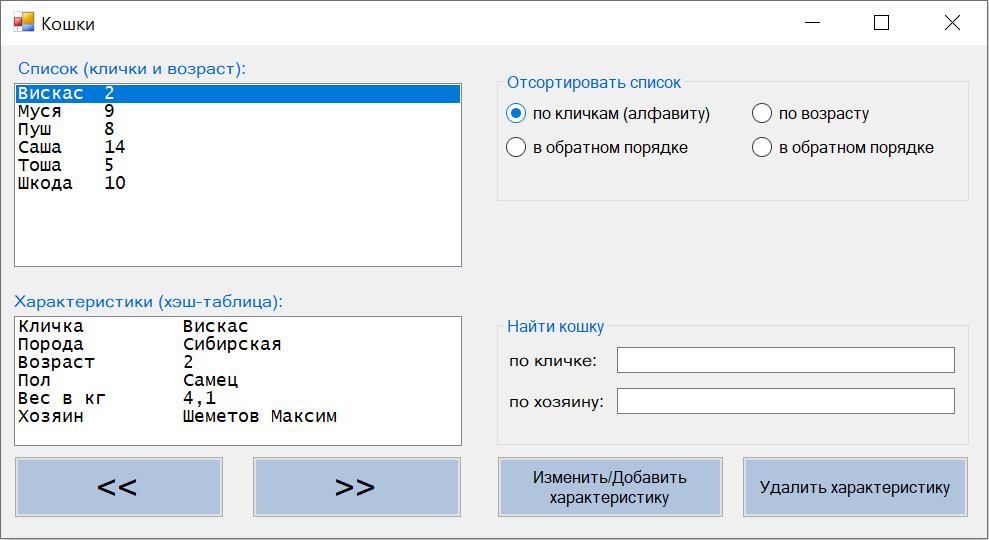 Кошки
Список (клички и возраст):
Вискас 2
Муся 9
Пуш 8
Саша 14
Тоша 5
Шкода 10
Отсортировать список
по кличкам (алфавиту)
по возрасту
в обратном порядке
в обратном порядке
Характеристики (хэш-таблица):
Кличка Вискас
Порода Сибирская
Возраст 2
Пол Самец
Вес в кг 4,1
Хозяин Шеметов Максим
Найти кошку
по кличке:
по хозяину:
<<
>>
Изменить/Добавить
характеристику
Удалить характеристику